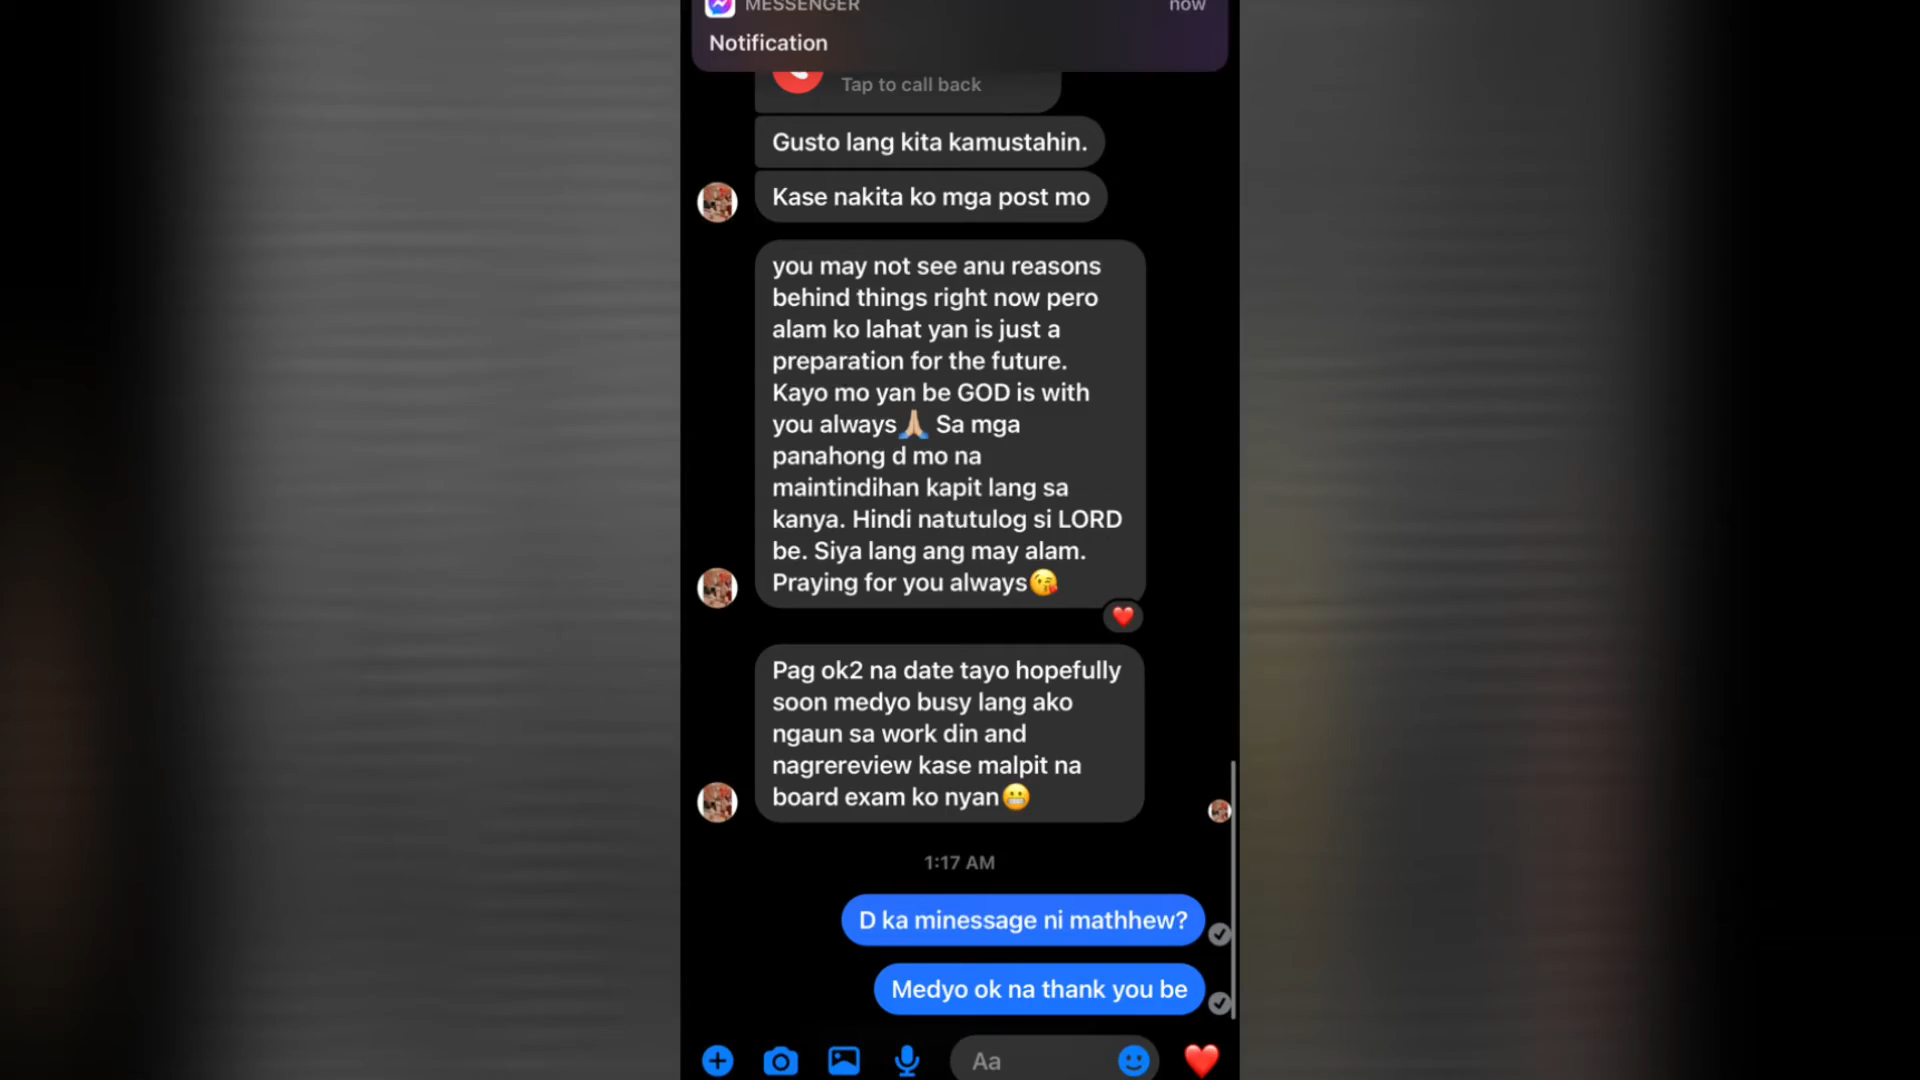 MESSENGER now
Notification
Tap to call back
Gusto lang kita kamustahin.
Kase nakita ko mga post mo
you may not see anu reasons
behind things right now pero
alam ko lahat yan is just a
preparation for the future.
Kayo mo yan be GOD is with
you always🙏🏼 Sa mga
panahong d mo na
maintindihan kapit lang sa
kanya. Hindi natutulog si LORD
be. Siya lang ang may alam.
Praying for you always😘
Pag ok2 na date tayo hopefully
soon medyo busy lang ako
ngaun sa work din and
nagrereview kase malpit na
board exam ko nyan😬
1:17 AM
D ka minessage ni mathhew?
Medyo ok na thank you be
Aa